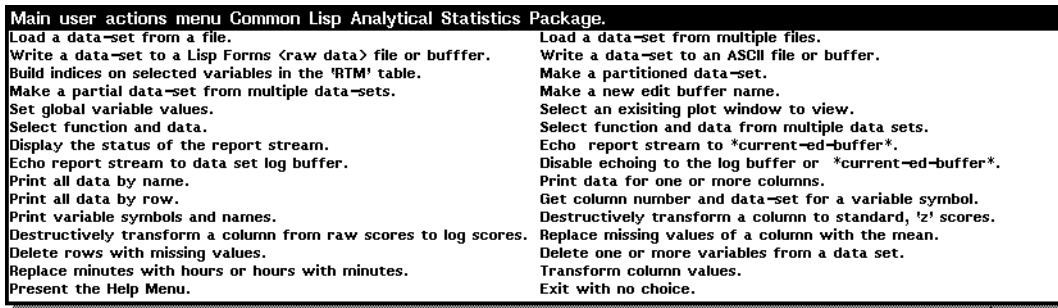 Main user actions menu Common Lisp Analytical Statistics Package.
Load a data-set from a file. Load a data-set from multiple files.
Write a data-set to a Lisp Forms <raw data> file or bufffer. Write a data-set to an ASCII file or buffer.
Build indices on selected variables in the 'RTM' table. Make a partitioned data-set.
Make a partial data-set from multiple data-sets. Make a new edit buffer name.
Set global variable values. Select an exisiting plot window to view.
Select function and data. Select function and data from multiple data sets.
Display the status of the report stream. Echo report stream to *current-ed-buffer*.
Echo report stream to data set log buffer. Disable echoing to the log buffer or *current-ed-buffer*.
Print all data by name. Print data for one or more columns.
Print all data by row. Get column number and data-set for a variable symbol.
Print variable symbols and names. Destructively transform a column to standard, 'z' scores.
Destructively transform a column from raw scores to log scores. Replace missing values of a column with the mean.
Delete rows with missing values. Delete one or more variables from a data set.
Replace minutes with hours or hours with minutes. Transform column values.
Present the Help Menu. Exit with no choice.